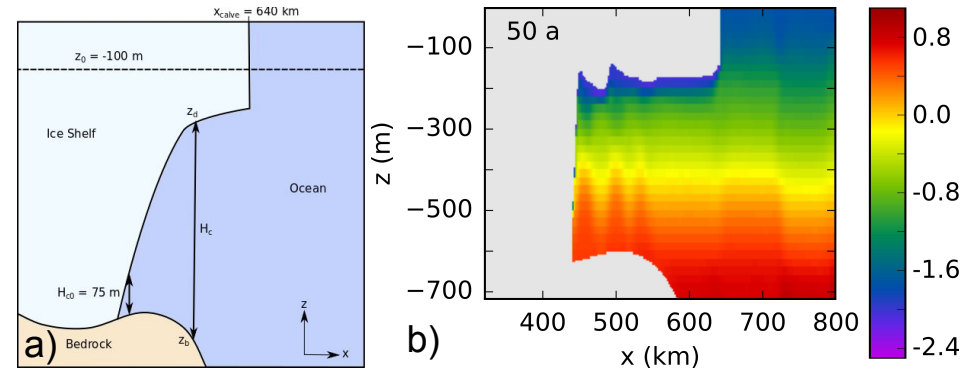 x_calve = 640 km
z_0 = -100 m
z_d
Ice Shelf
Ocean
H_c
H_c0 = 75 m
z
x
z_b
Bedrock
a)
50 a
−100
−300
−500
−700
z (m)
400 500 600 700 800
x (km)
b)
0.8
0.0
-0.8
-1.6
-2.4